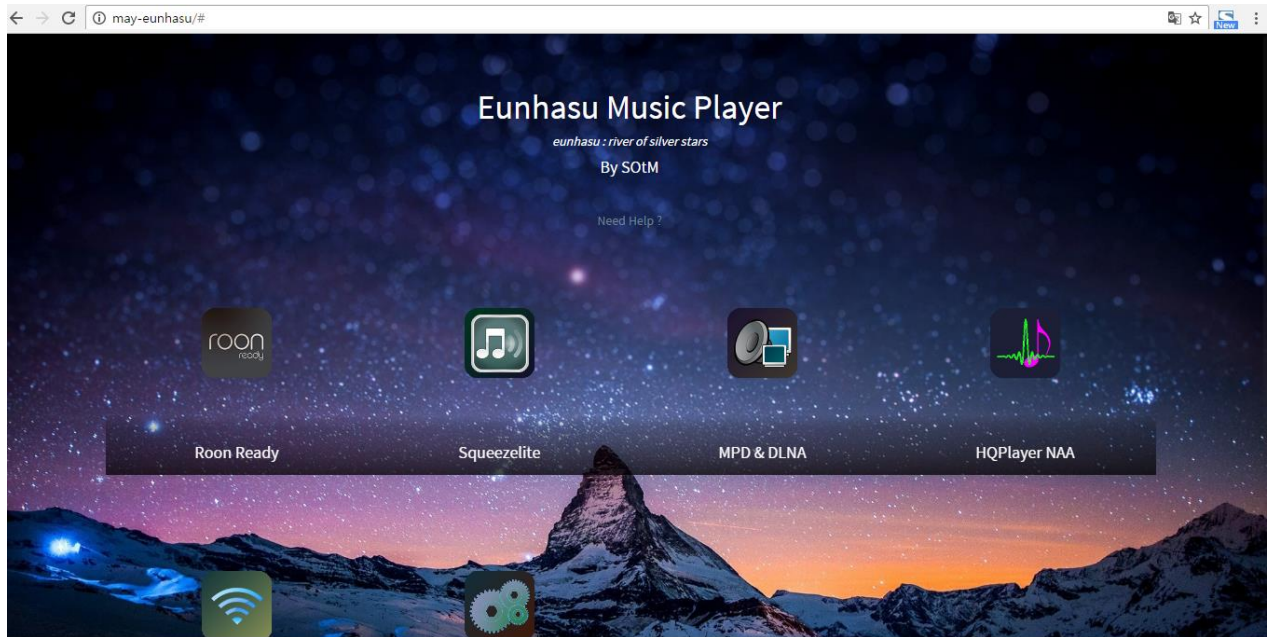 may-eunhasu/#
New
Eunhasu Music Player
eunhasu : river of silver stars
By SOtM
Need Help ?
roon
ready
Roon Ready
Squeezelite
MPD & DLNA
HQPlayer NAA